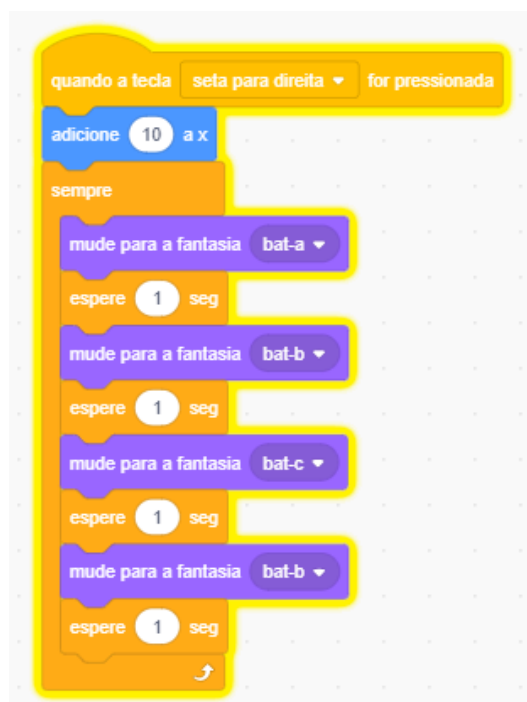 quando a tecla seta para direita for pressionada
adicione 10 a x
sempre
mude para a fantasia bat-a
espere 1 seg
mude para a fantasia bat-b
espere 1 seg
mude para a fantasia bat-c
espere 1 seg
mude para a fantasia bat-b
espere 1 seg